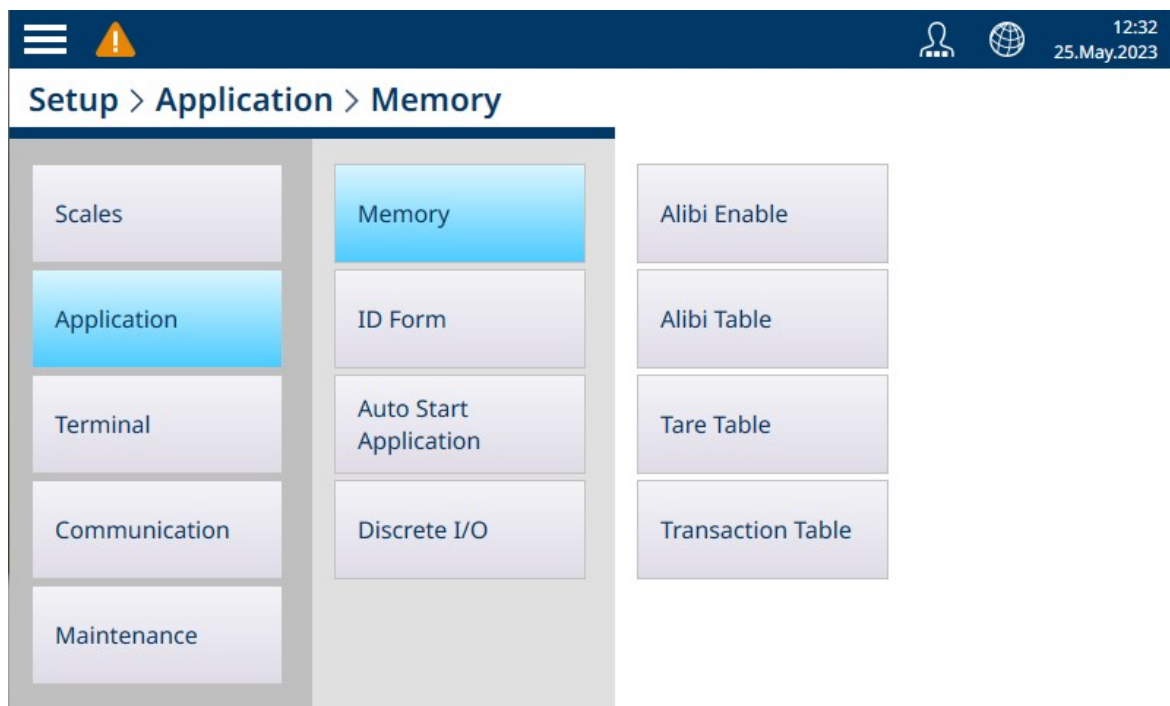 12:32
25.May.2023
Setup > Application > Memory
Scales
Memory
Alibi Enable
Application
ID Form
Alibi Table
Terminal
Auto Start
Application
Tare Table
Communication
Discrete I/O
Transaction Table
Maintenance